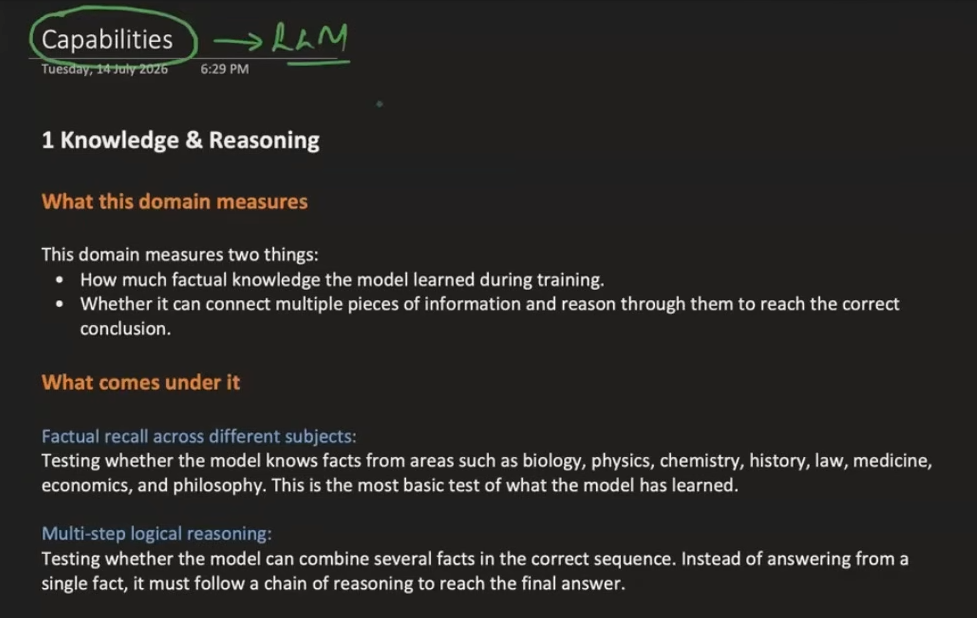 Capabilities → LLM
Tuesday, 14 July 2026 6:29 PM
1 Knowledge & Reasoning
What this domain measures
This domain measures two things:
• How much factual knowledge the model learned during training.
• Whether it can connect multiple pieces of information and reason through them to reach the correct
conclusion.
What comes under it
Factual recall across different subjects:
Testing whether the model knows facts from areas such as biology, physics, chemistry, history, law, medicine,
economics, and philosophy. This is the most basic test of what the model has learned.
Multi-step logical reasoning:
Testing whether the model can combine several facts in the correct sequence. Instead of answering from a
single fact, it must follow a chain of reasoning to reach the final answer.